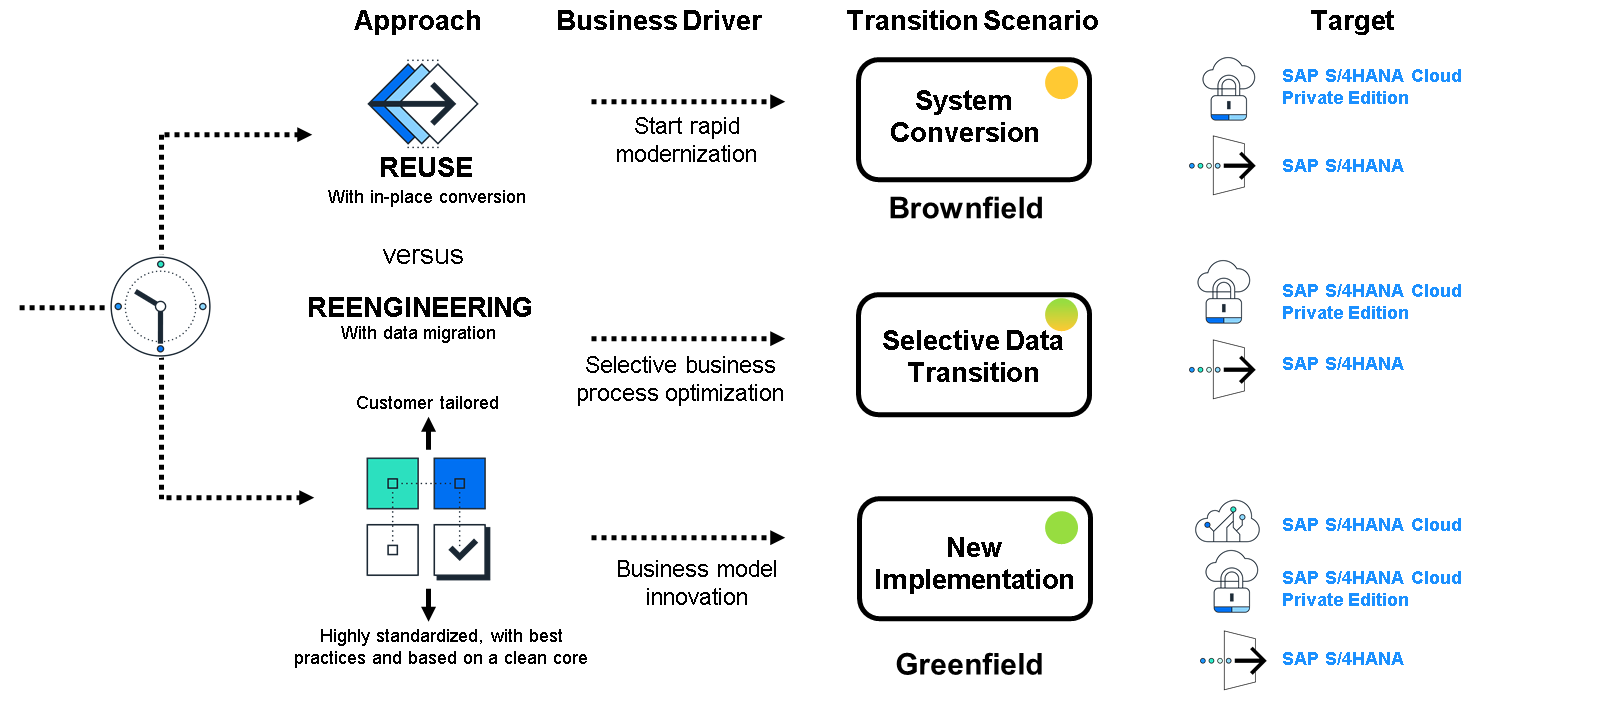 Approach
Business Driver
Transition Scenario
Target
REUSE
With in-place conversion
Start rapid
modernization
System
Conversion
Brownfield
SAP S/4HANA Cloud
Private Edition
SAP S/4HANA
versus
REENGINEERING
With data migration
Selective business
process optimization
Selective Data
Transition
SAP S/4HANA Cloud
Private Edition
SAP S/4HANA
Customer tailored
Highly standardized, with best
practices and based on a clean core
Business model
innovation
New
Implementation
Greenfield
SAP S/4HANA Cloud
SAP S/4HANA Cloud
Private Edition
SAP S/4HANA